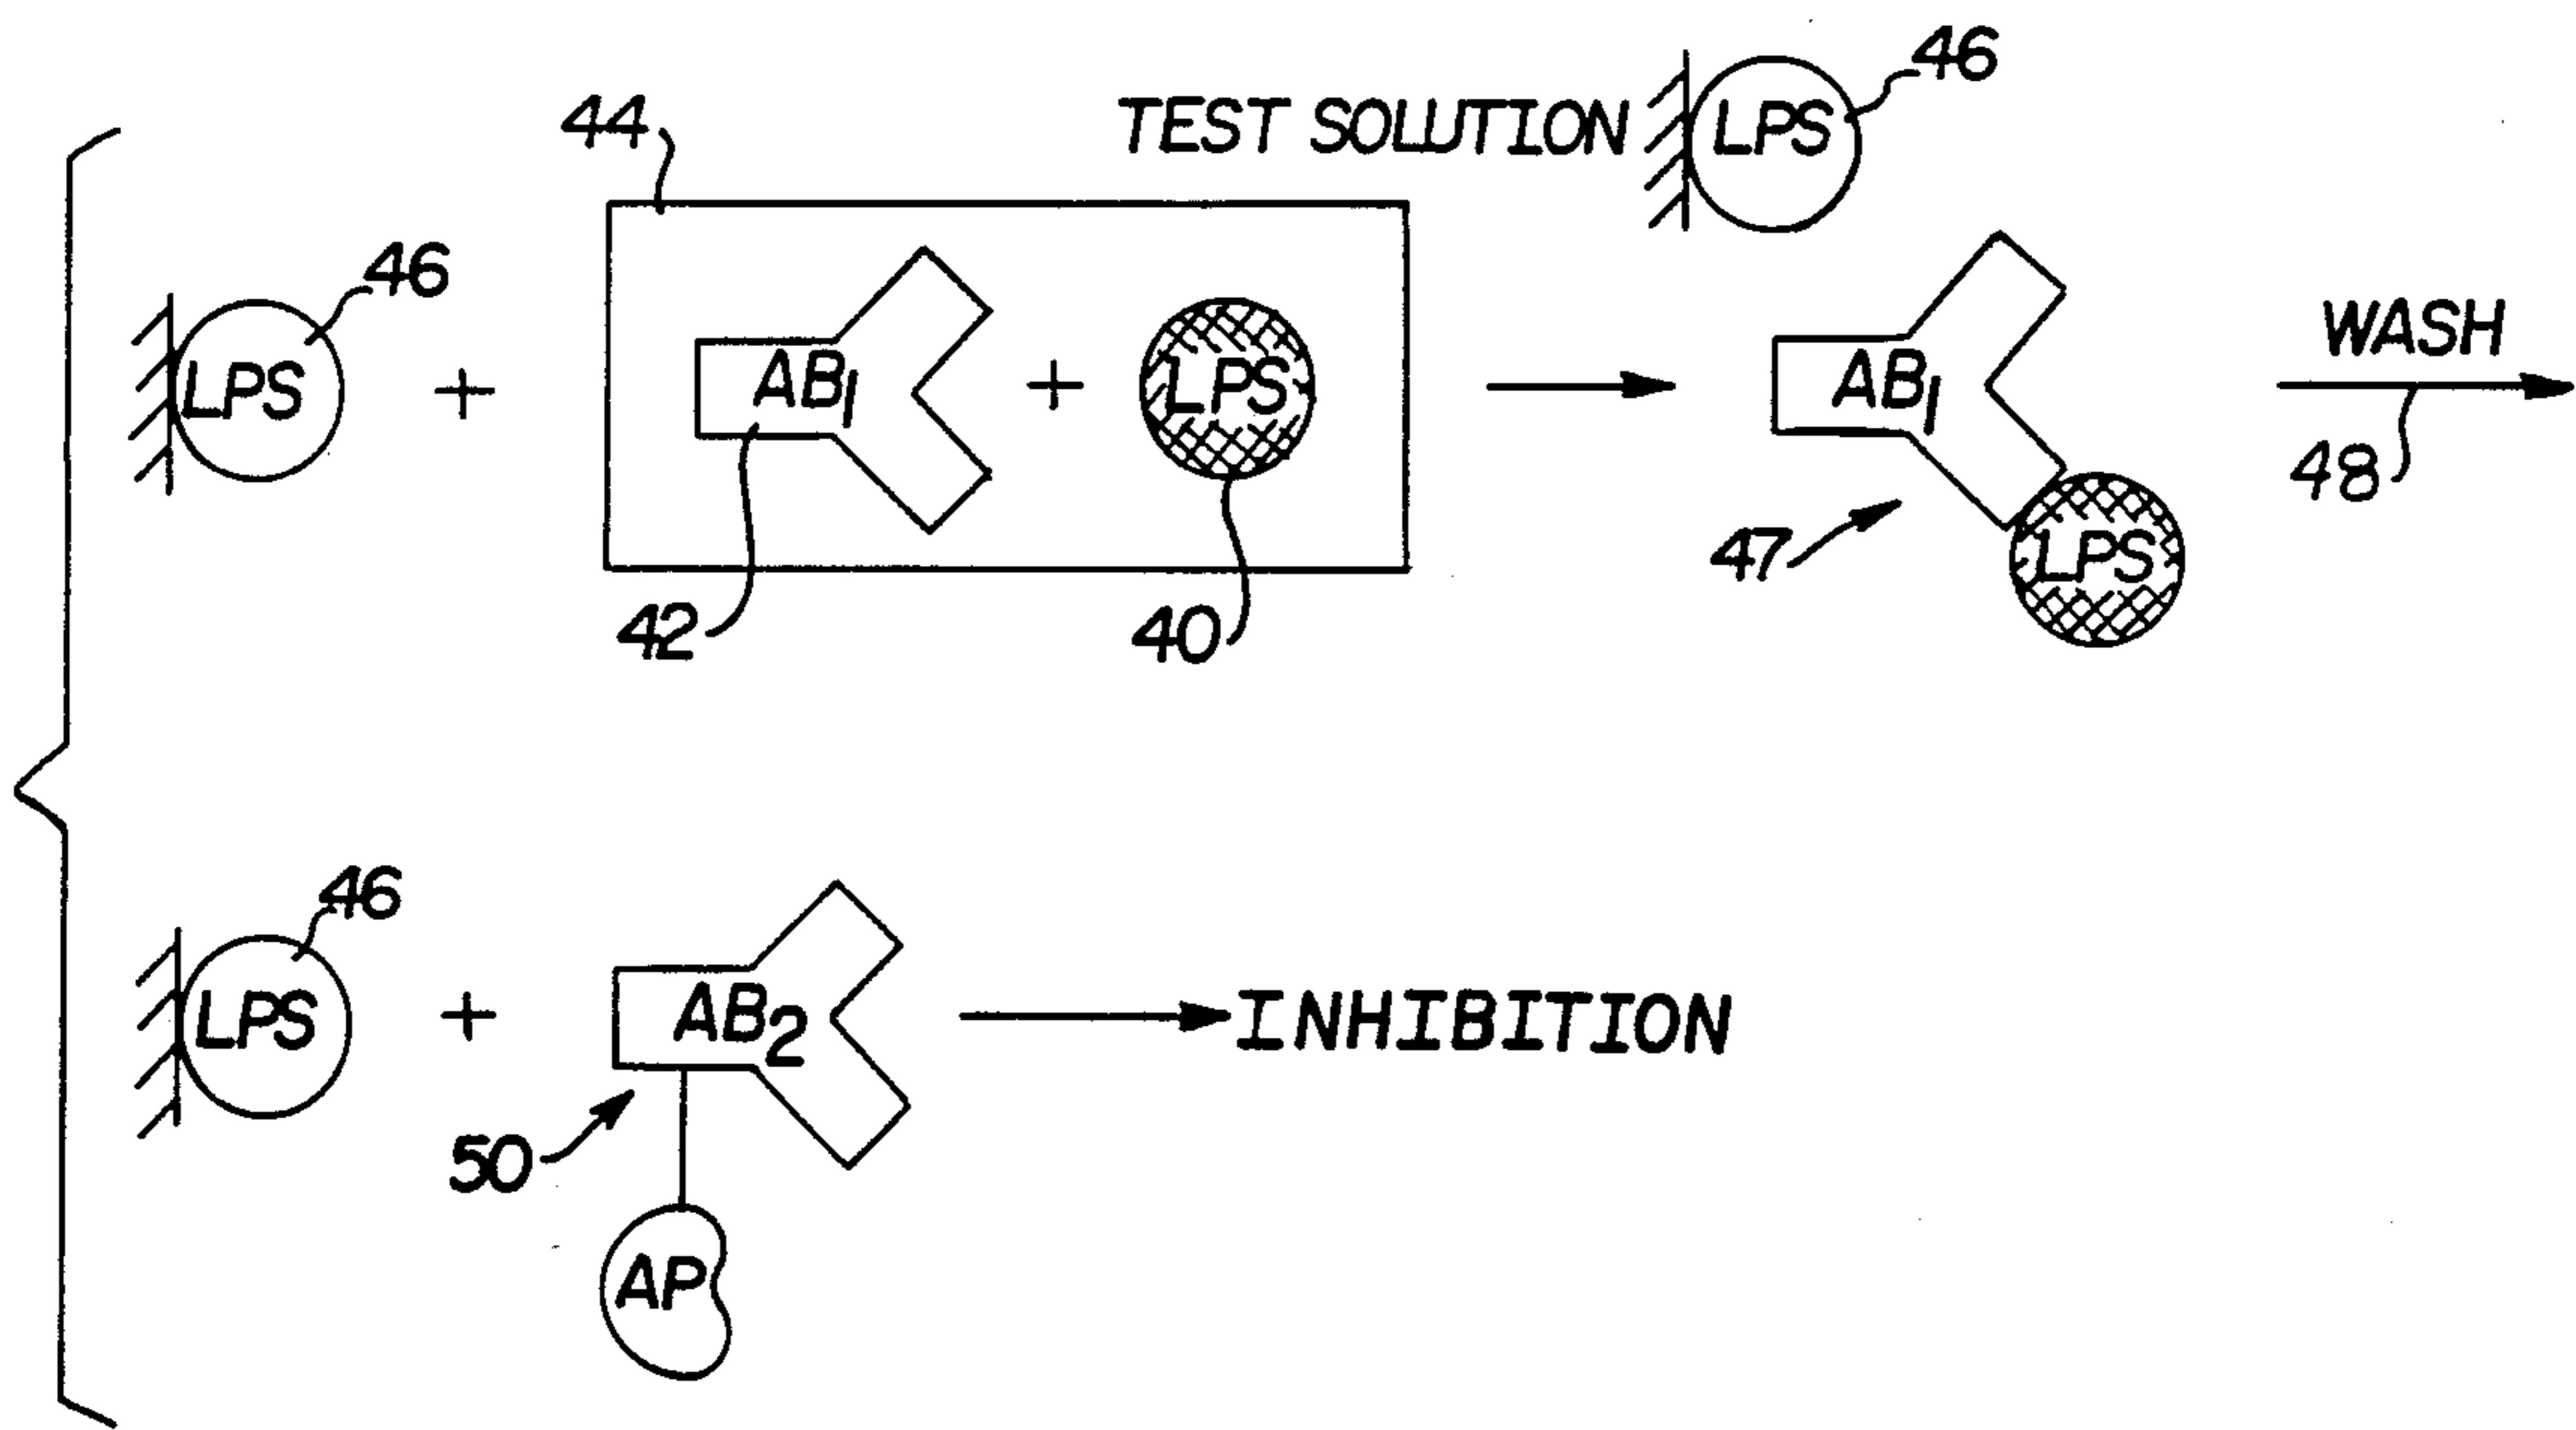 44
TEST SOLUTION
46
LPS
46
LPS
+
AB1
+
LPS
AB1
WASH
48
47
LPS
42
40
46
LPS
+
AB2
INHIBITION
50
AP